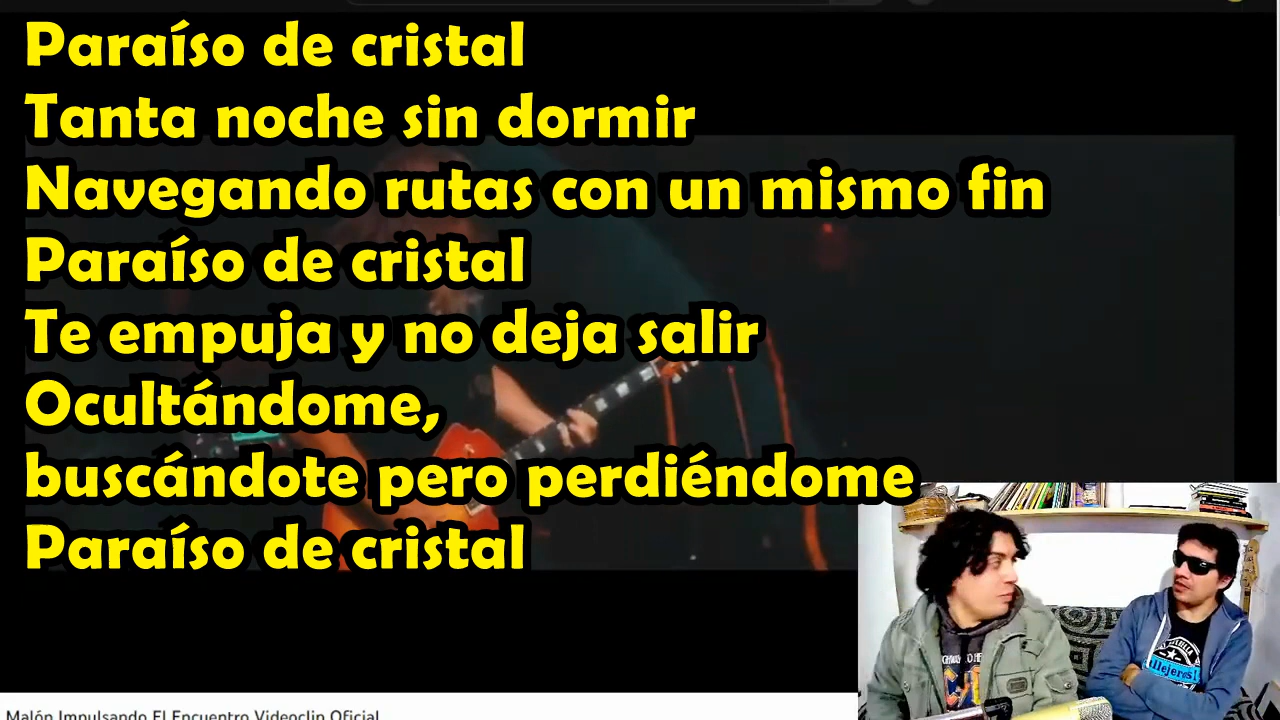 Paraíso de cristal
Tanta noche sin dormir
Navegando rutas con un mismo fin
Paraíso de cristal
Te empuja y no deja salir
Ocultándome,
buscándote pero perdiéndome
Paraíso de cristal
Malón Impulsando El Encuentro Videoclip Oficial